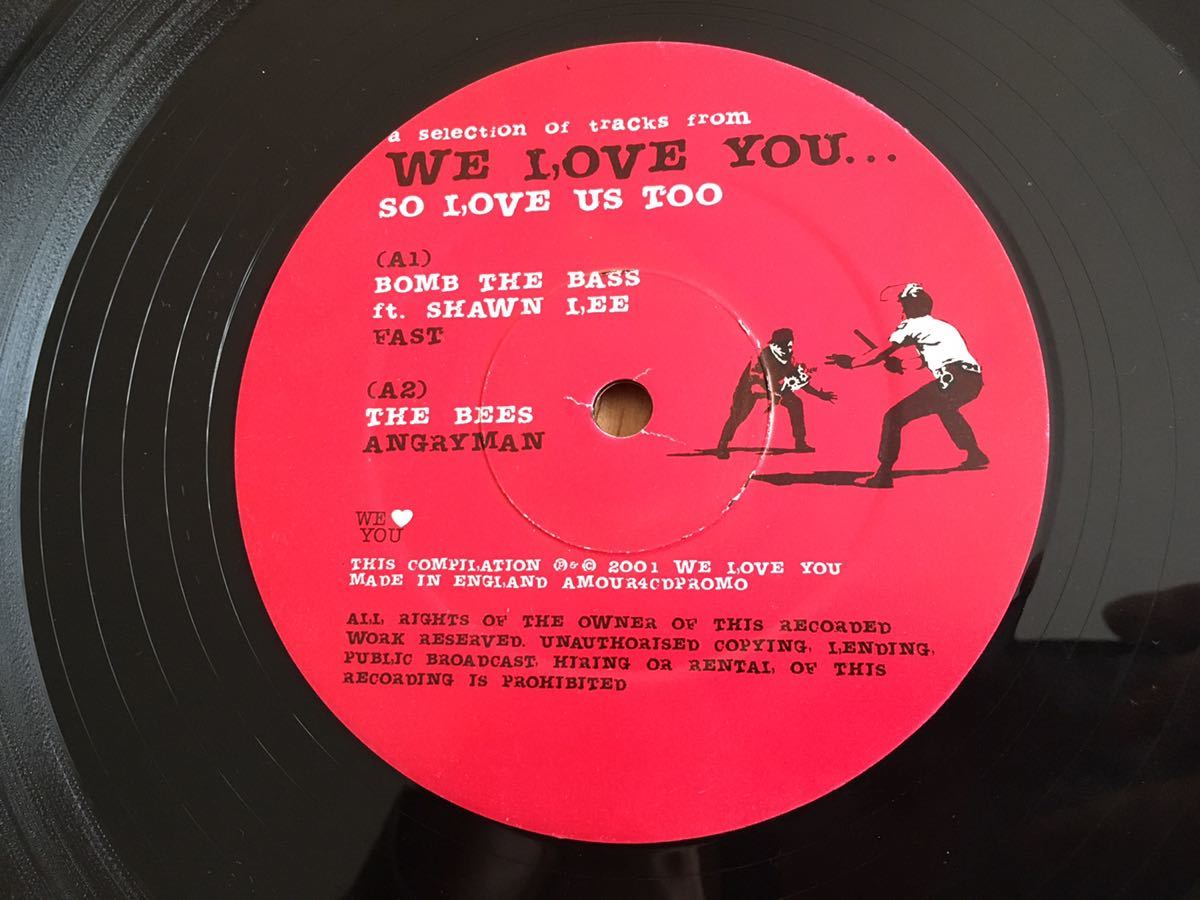 a selection of tracks from
WE LOVE YOU...
SO LOVE US TOO
(A1)
BOMB THE BASS
ft. SHAWN LEE
FAST
(A2)
THE BEES
ANGRYMAN
WE ♥
YOU
THIS COMPILATION ℗&© 2001 WE LOVE YOU
MADE IN ENGLAND AMOUR4CDPROMO
ALL RIGHTS OF THE OWNER OF THIS RECORDED
WORK RESERVED. UNAUTHORISED COPYING, LENDING,
PUBLIC BROADCAST, HIRING OR RENTAL OF THIS
RECORDING IS PROHIBITED